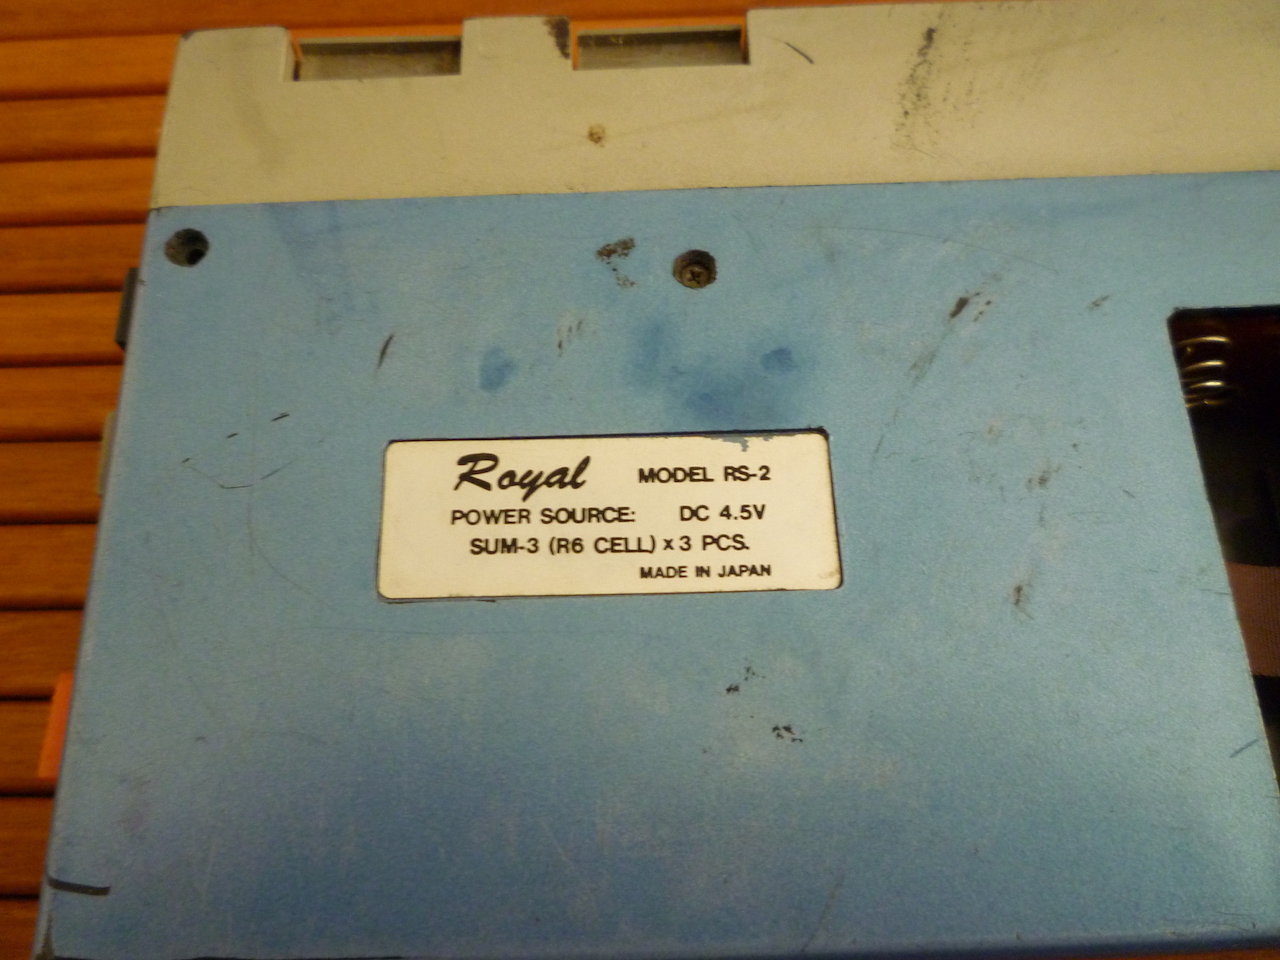 Royal MODEL RS-2
POWER SOURCE: DC 4.5V
SUM-3 (R6 CELL) x 3 PCS.
MADE IN JAPAN